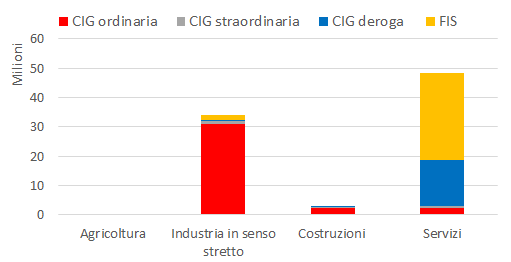 CIG ordinaria CIG straordinaria CIG deroga FIS
Milioni
60
50
40
30
20
10
0
Agricoltura Industria in senso stretto Costruzioni Servizi